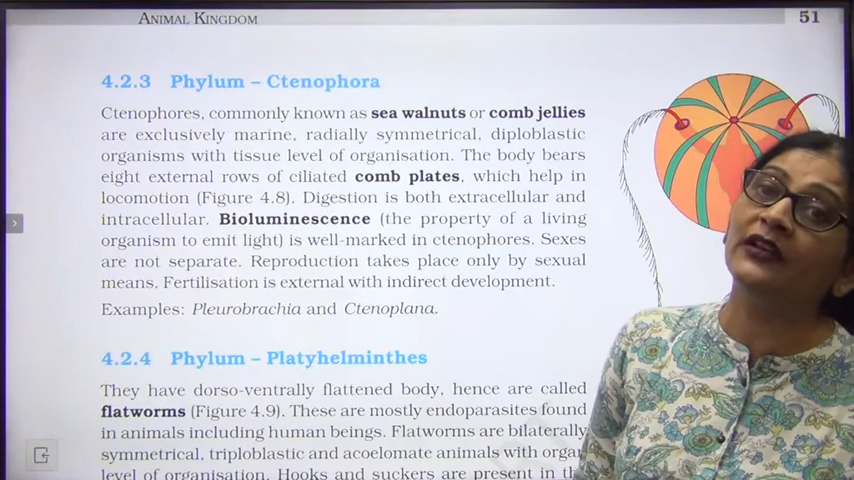 ANIMAL KINGDOM
51
4.2.3 Phylum – Ctenophora
Ctenophores, commonly known as sea walnuts or comb jellies
are exclusively marine, radially symmetrical, diploblastic
organisms with tissue level of organisation. The body bears
eight external rows of ciliated comb plates, which help in
locomotion (Figure 4.8). Digestion is both extracellular and
intracellular. Bioluminescence (the property of a living
organism to emit light) is well-marked in ctenophores. Sexes
are not separate. Reproduction takes place only by sexual
means. Fertilisation is external with indirect development.
Examples: Pleurobrachia and Ctenoplana.
4.2.4 Phylum – Platyhelminthes
They have dorso-ventrally flattened body, hence are called
flatworms (Figure 4.9). These are mostly endoparasites found
in animals including human beings. Flatworms are bilaterally
symmetrical, triploblastic and acoelomate animals with organ
level of organisation. Hooks and suckers are present in th